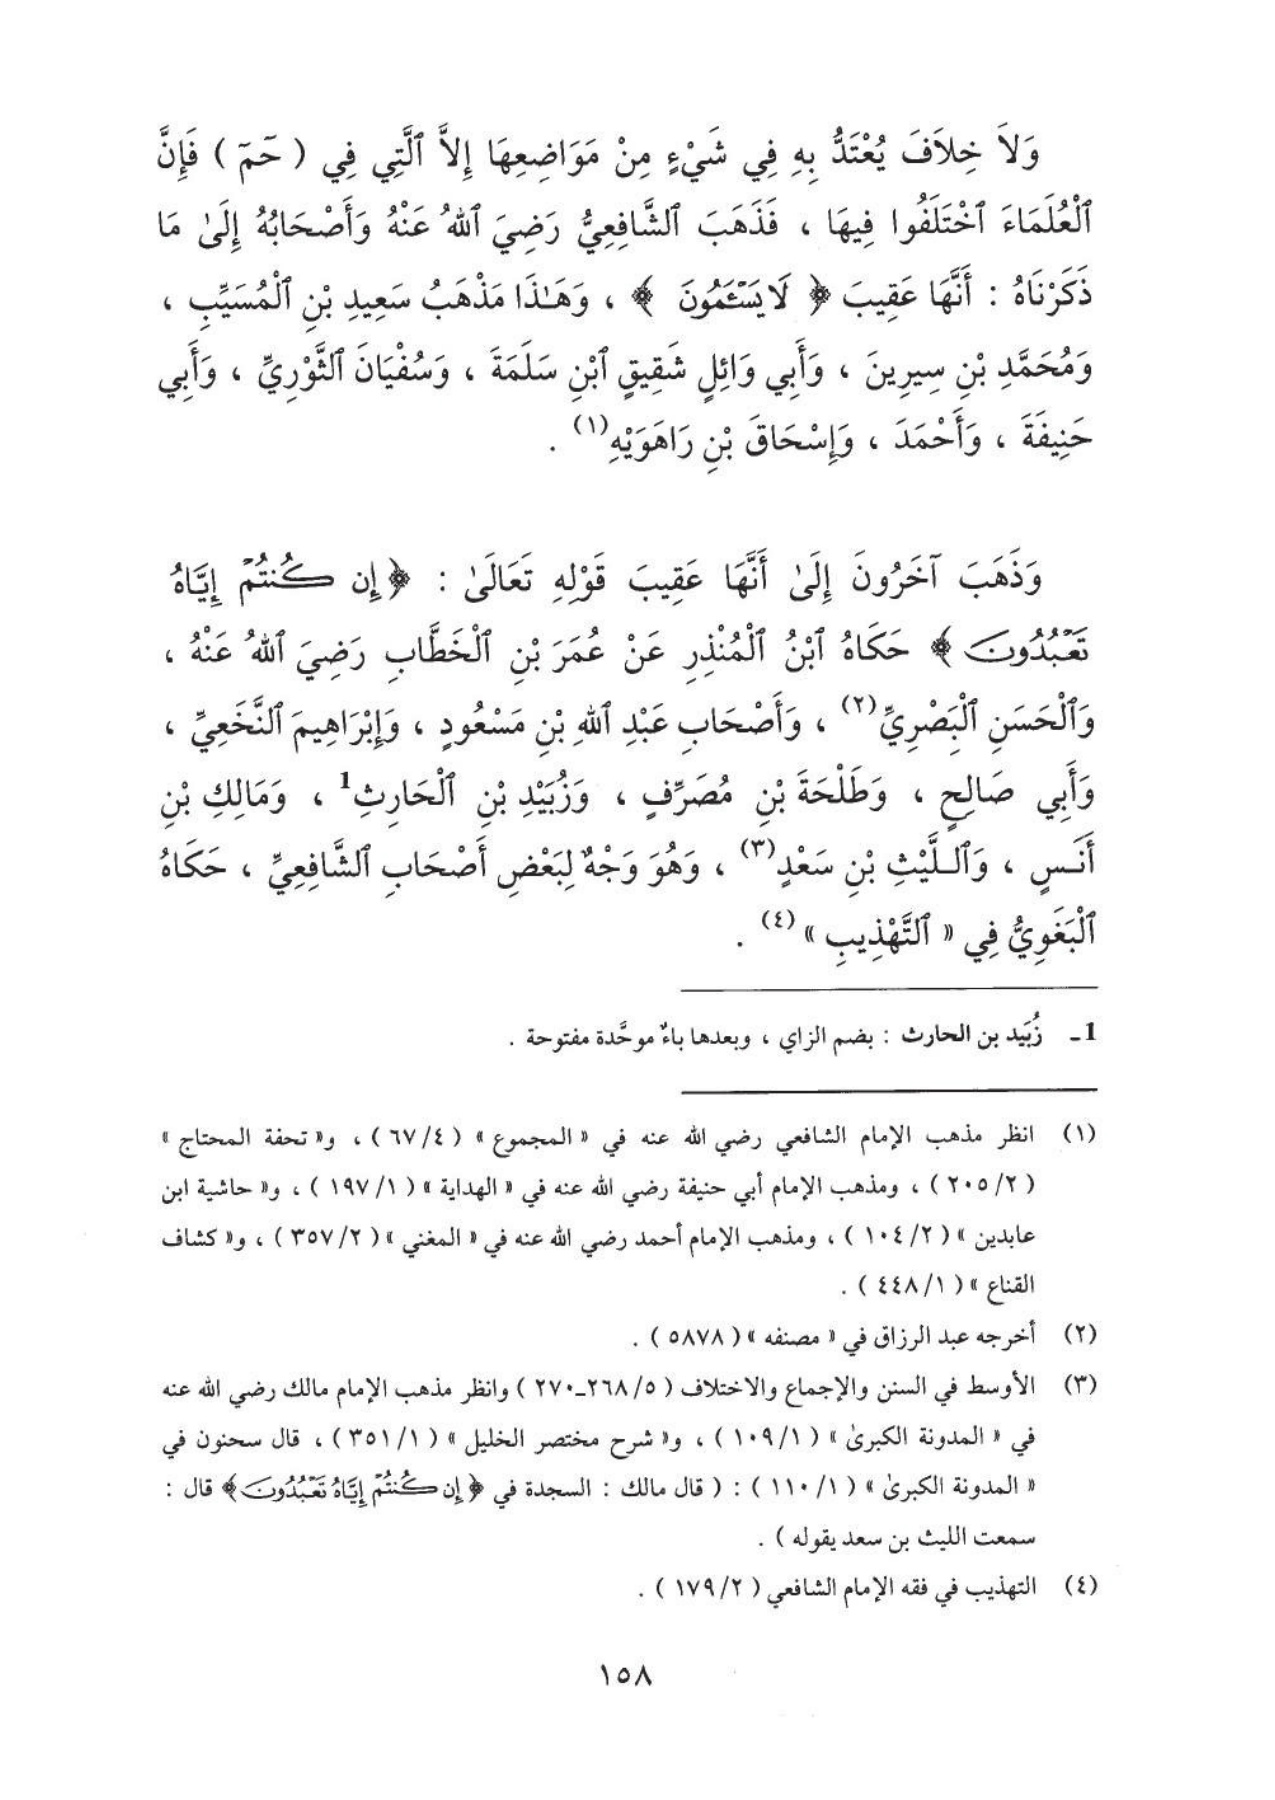 وَلاَ خِلاَفَ يُعْتَدُّ بِهِ فِي شَيْءٍ مِنْ مَوَاضِعِهَا إِلاَّ ٱلَّتِي فِي ( حَمۤ ) فَإِنَّ
ٱلْعُلَمَاءَ ٱخْتَلَفُوا فِيهَا ، فَذَهَبَ ٱلشَّافِعِيُّ رَضِيَ ٱللهُ عَنْهُ وَأَصْحَابُهُ إِلَىٰ مَا
ذَكَرْنَاهُ : أَنَّهَا عَقِيبَ ﴿ لَا يَسْـَٔمُونَ ﴾ ، وَهَـٰذَا مَذْهَبُ سَعِيدِ بْنِ ٱلْمُسَيِّبِ ،
وَمُحَمَّدِ بْنِ سِيرِينَ ، وَأَبِي وَائِلٍ شَقِيقٍ ٱبْنِ سَلَمَةَ ، وَسُفْيَانَ ٱلثَّوْرِيِّ ، وَأَبِي
حَنِيفَةَ ، وَأَحْمَدَ ، وَإِسْحَاقَ بْنِ رَاهَوَيْهِ(١) .
وَذَهَبَ آخَرُونَ إِلَىٰ أَنَّهَا عَقِيبَ قَوْلِهِ تَعَالَىٰ : ﴿ إِن كُنتُمْ إِيَّاهُ
تَعْبُدُونَ ﴾ حَكَاهُ ٱبْنُ ٱلْمُنْذِرِ عَنْ عُمَرَ بْنِ ٱلْخَطَّابِ رَضِيَ ٱللهُ عَنْهُ ،
وَٱلْحَسَنِ ٱلْبَصْرِيِّ(٢) ، وَأَصْحَابِ عَبْدِ ٱللهِ بْنِ مَسْعُودٍ ، وَإِبْرَاهِيمَ ٱلنَّخَعِيِّ ،
وَأَبِي صَالِحٍ ، وَطَلْحَةَ بْنِ مُصَرِّفٍ ، وَزُبَيْدِ بْنِ ٱلْحَارِثِ1 ، وَمَالِكِ بْنِ
أَنَـسٍ ، وَٱلـلَّيْثِ بْنِ سَعْدٍ(٣) ، وَهُوَ وَجْهٌ لِبَعْضِ أَصْحَابِ ٱلشَّافِعِيِّ ، حَكَاهُ
ٱلْبَغَوِيُّ فِي « ٱلتَّهْذِيبِ »(٤) .
1ـ زُبَيد بن الحارث : بضم الزاي ، وبعدها باءٌ موحَّدة مفتوحة .
(١) انظر مذهب الإمام الشافعي رضي الله عنه في « المجموع » ( ٤/ ٦٧ ) ، و« تحفة المحتاج »
( ٢/ ٢٠٥ ) ، ومذهب الإمام أبي حنيفة رضي الله عنه في « الهداية » ( ١/ ١٩٧ ) ، و« حاشية ابن
عابدين » ( ٢/ ١٠٤ ) ، ومذهب الإمام أحمد رضي الله عنه في « المغني » ( ٢/ ٣٥٧ ) ، و« كشاف
القناع » ( ١/ ٤٤٨ ) .
(٢) أخرجه عبد الرزاق في « مصنفه » ( ٥٨٧٨ ) .
(٣) الأوسط في السنن والإجماع والاختلاف ( ٥/ ٢٦٨ـ٢٧٠ ) وانظر مذهب الإمام مالك رضي الله عنه
في « المدونة الكبرىٰ » ( ١/ ١٠٩ ) ، و« شرح مختصر الخليل » ( ١/ ٣٥١ ) ، قال سحنون في
« المدونة الكبرىٰ » ( ١/ ١١٠ ) : ( قال مالك : السجدة في ﴿ إِن كُنتُمْ إِيَّاهُ تَعْبُدُونَ ﴾ قال :
سمعت الليث بن سعد يقوله ) .
(٤) التهذيب في فقه الإمام الشافعي ( ٢/ ١٧٩ ) .
١٥٨